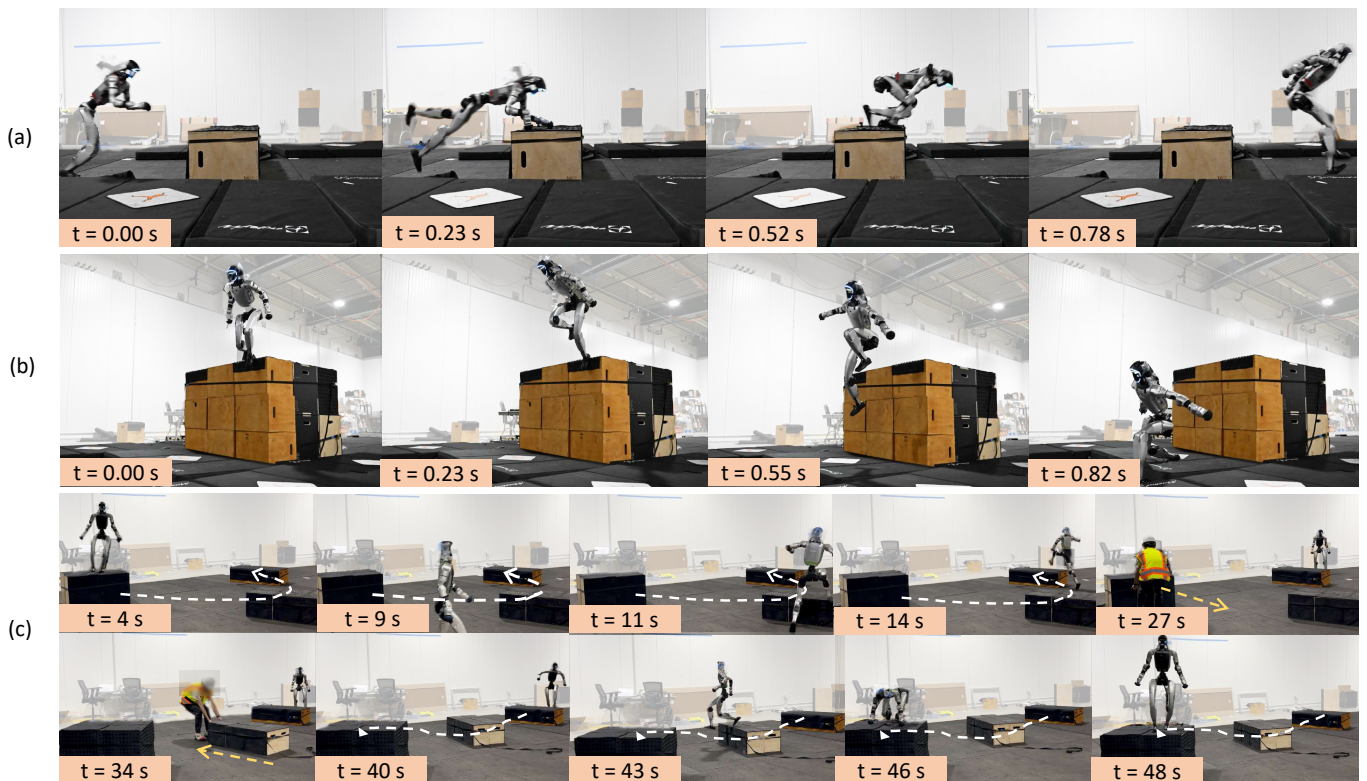 (a)
t = 0.00 s
t = 0.23 s
t = 0.52 s
t = 0.78 s
(b)
t = 0.00 s
t = 0.23 s
t = 0.55 s
t = 0.82 s
(c)
t = 4 s
t = 9 s
t = 11 s
t = 14 s
t = 27 s
t = 34 s
t = 40 s
t = 43 s
t = 46 s
t = 48 s